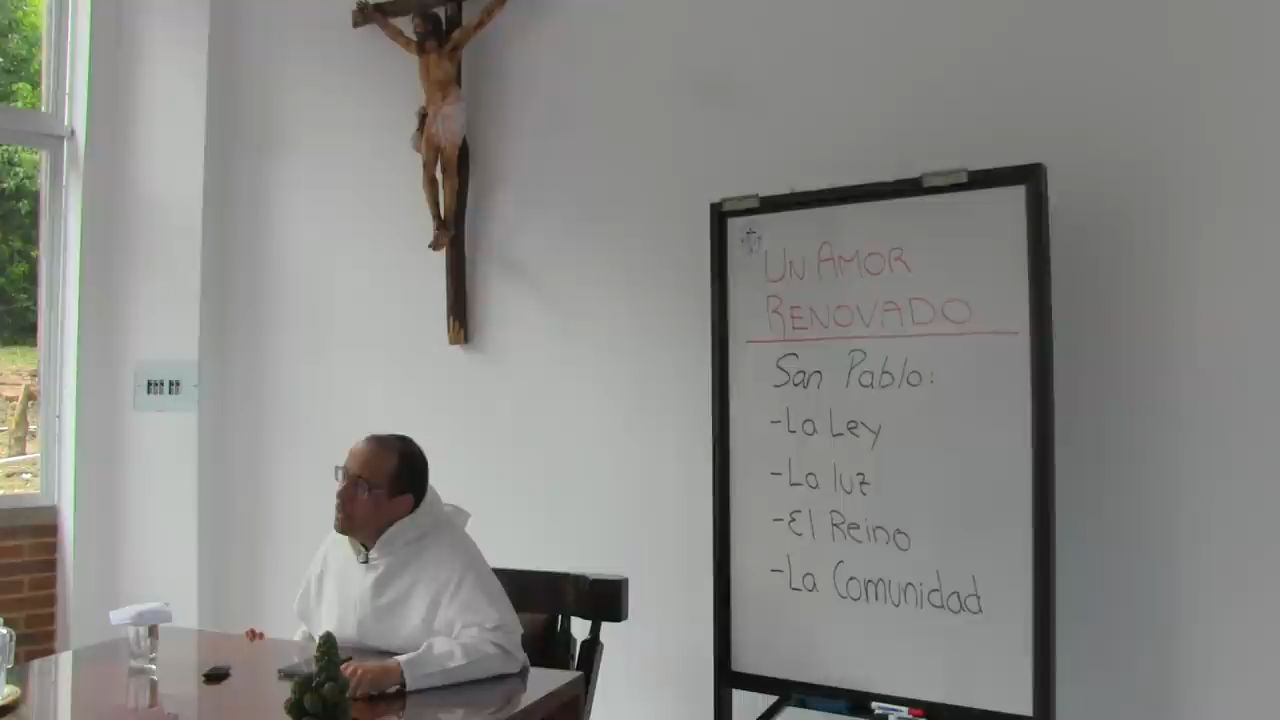 UN AMOR
RENOVADO
San Pablo:
-La Ley
-La luz
-El Reino
-La Comunidad